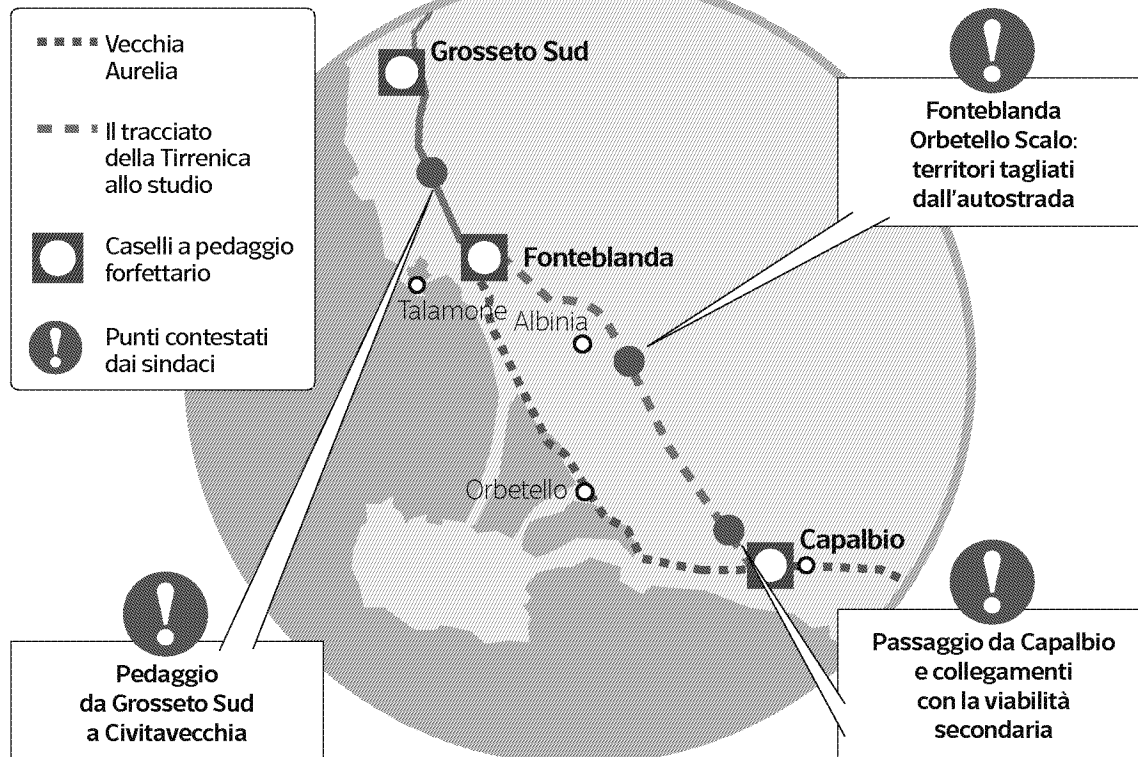 Vecchia
Aurelia
Il tracciato
della Tirrenica
allo studio
Caselli a pedaggio
forfettario
Punti contestati
dai sindaci
Grosseto Sud
Fonteblanda
Orbetello Scalo:
territori tagliati
dall'autostrada
Fonteblanda
Talamone
Albinia
Orbetello
Capalbio
Pedaggio
da Grosseto Sud
a Civitavecchia
Passaggio da Capalbio
e collegamenti
con la viabilità
secondaria